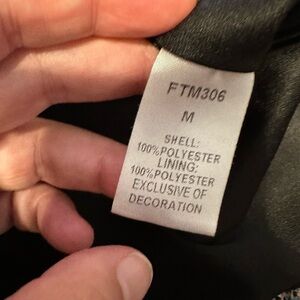 FTM306
M
SHELL:
100%POLYESTER
LINING:
100%POLYESTER
EXCLUSIVE OF
DECORATION